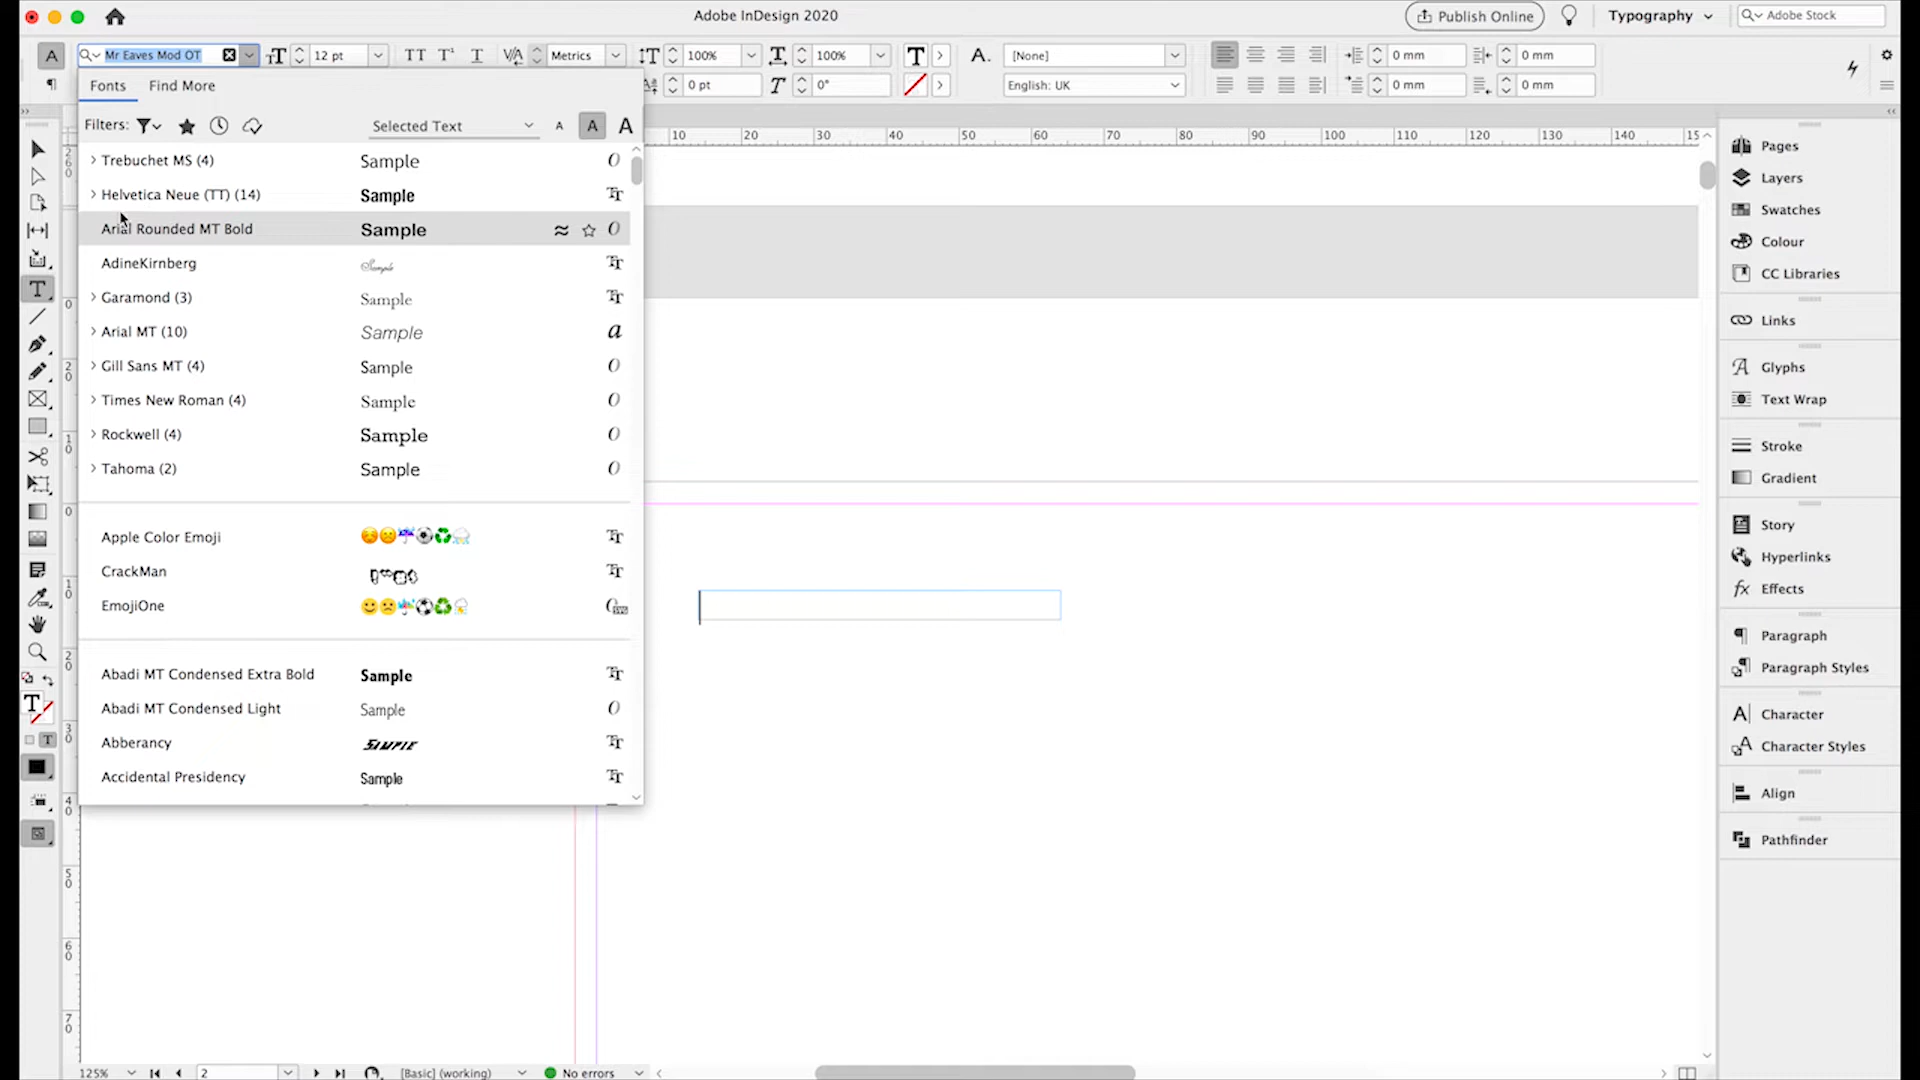 Adobe InDesign 2020
Publish Online
Typography
Adobe Stock
A
Mr Eaves Mod OT
12 pt
Metrics
100%
100%
[None]
0 mm
0 mm
0 pt
0°
English: UK
0 mm
0 mm
Fonts
Find More
Filters:
Selected Text
A A A
Trebuchet MS (4) Sample
Helvetica Neue (TT) (14) Sample
Arial Rounded MT Bold Sample
AdineKirnberg Sample
Garamond (3) Sample
Arial MT (10) Sample
Gill Sans MT (4) Sample
Times New Roman (4) Sample
Rockwell (4) Sample
Tahoma (2) Sample
Apple Color Emoji
CrackMan
EmojiOne
Abadi MT Condensed Extra Bold Sample
Abadi MT Condensed Light Sample
Abberancy SAMPLE
Accidental Presidency Sample
10 20 30 40 50 60 70 80 90 100 110 120 130 140 15
Pages
Layers
Swatches
Colour
CC Libraries
Links
Glyphs
Text Wrap
Stroke
Gradient
Story
Hyperlinks
Effects
Paragraph
Paragraph Styles
Character
Character Styles
Align
Pathfinder
125%
2
[Basic] (working)
No errors